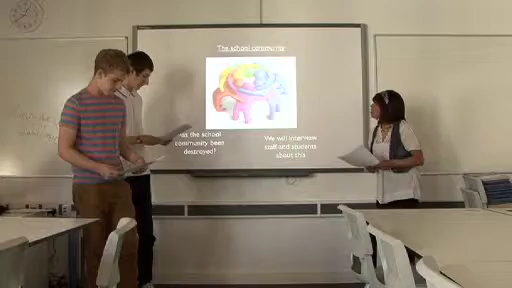 The school community
as the school
community been
destroyed?
We will interview
staff and students
about this